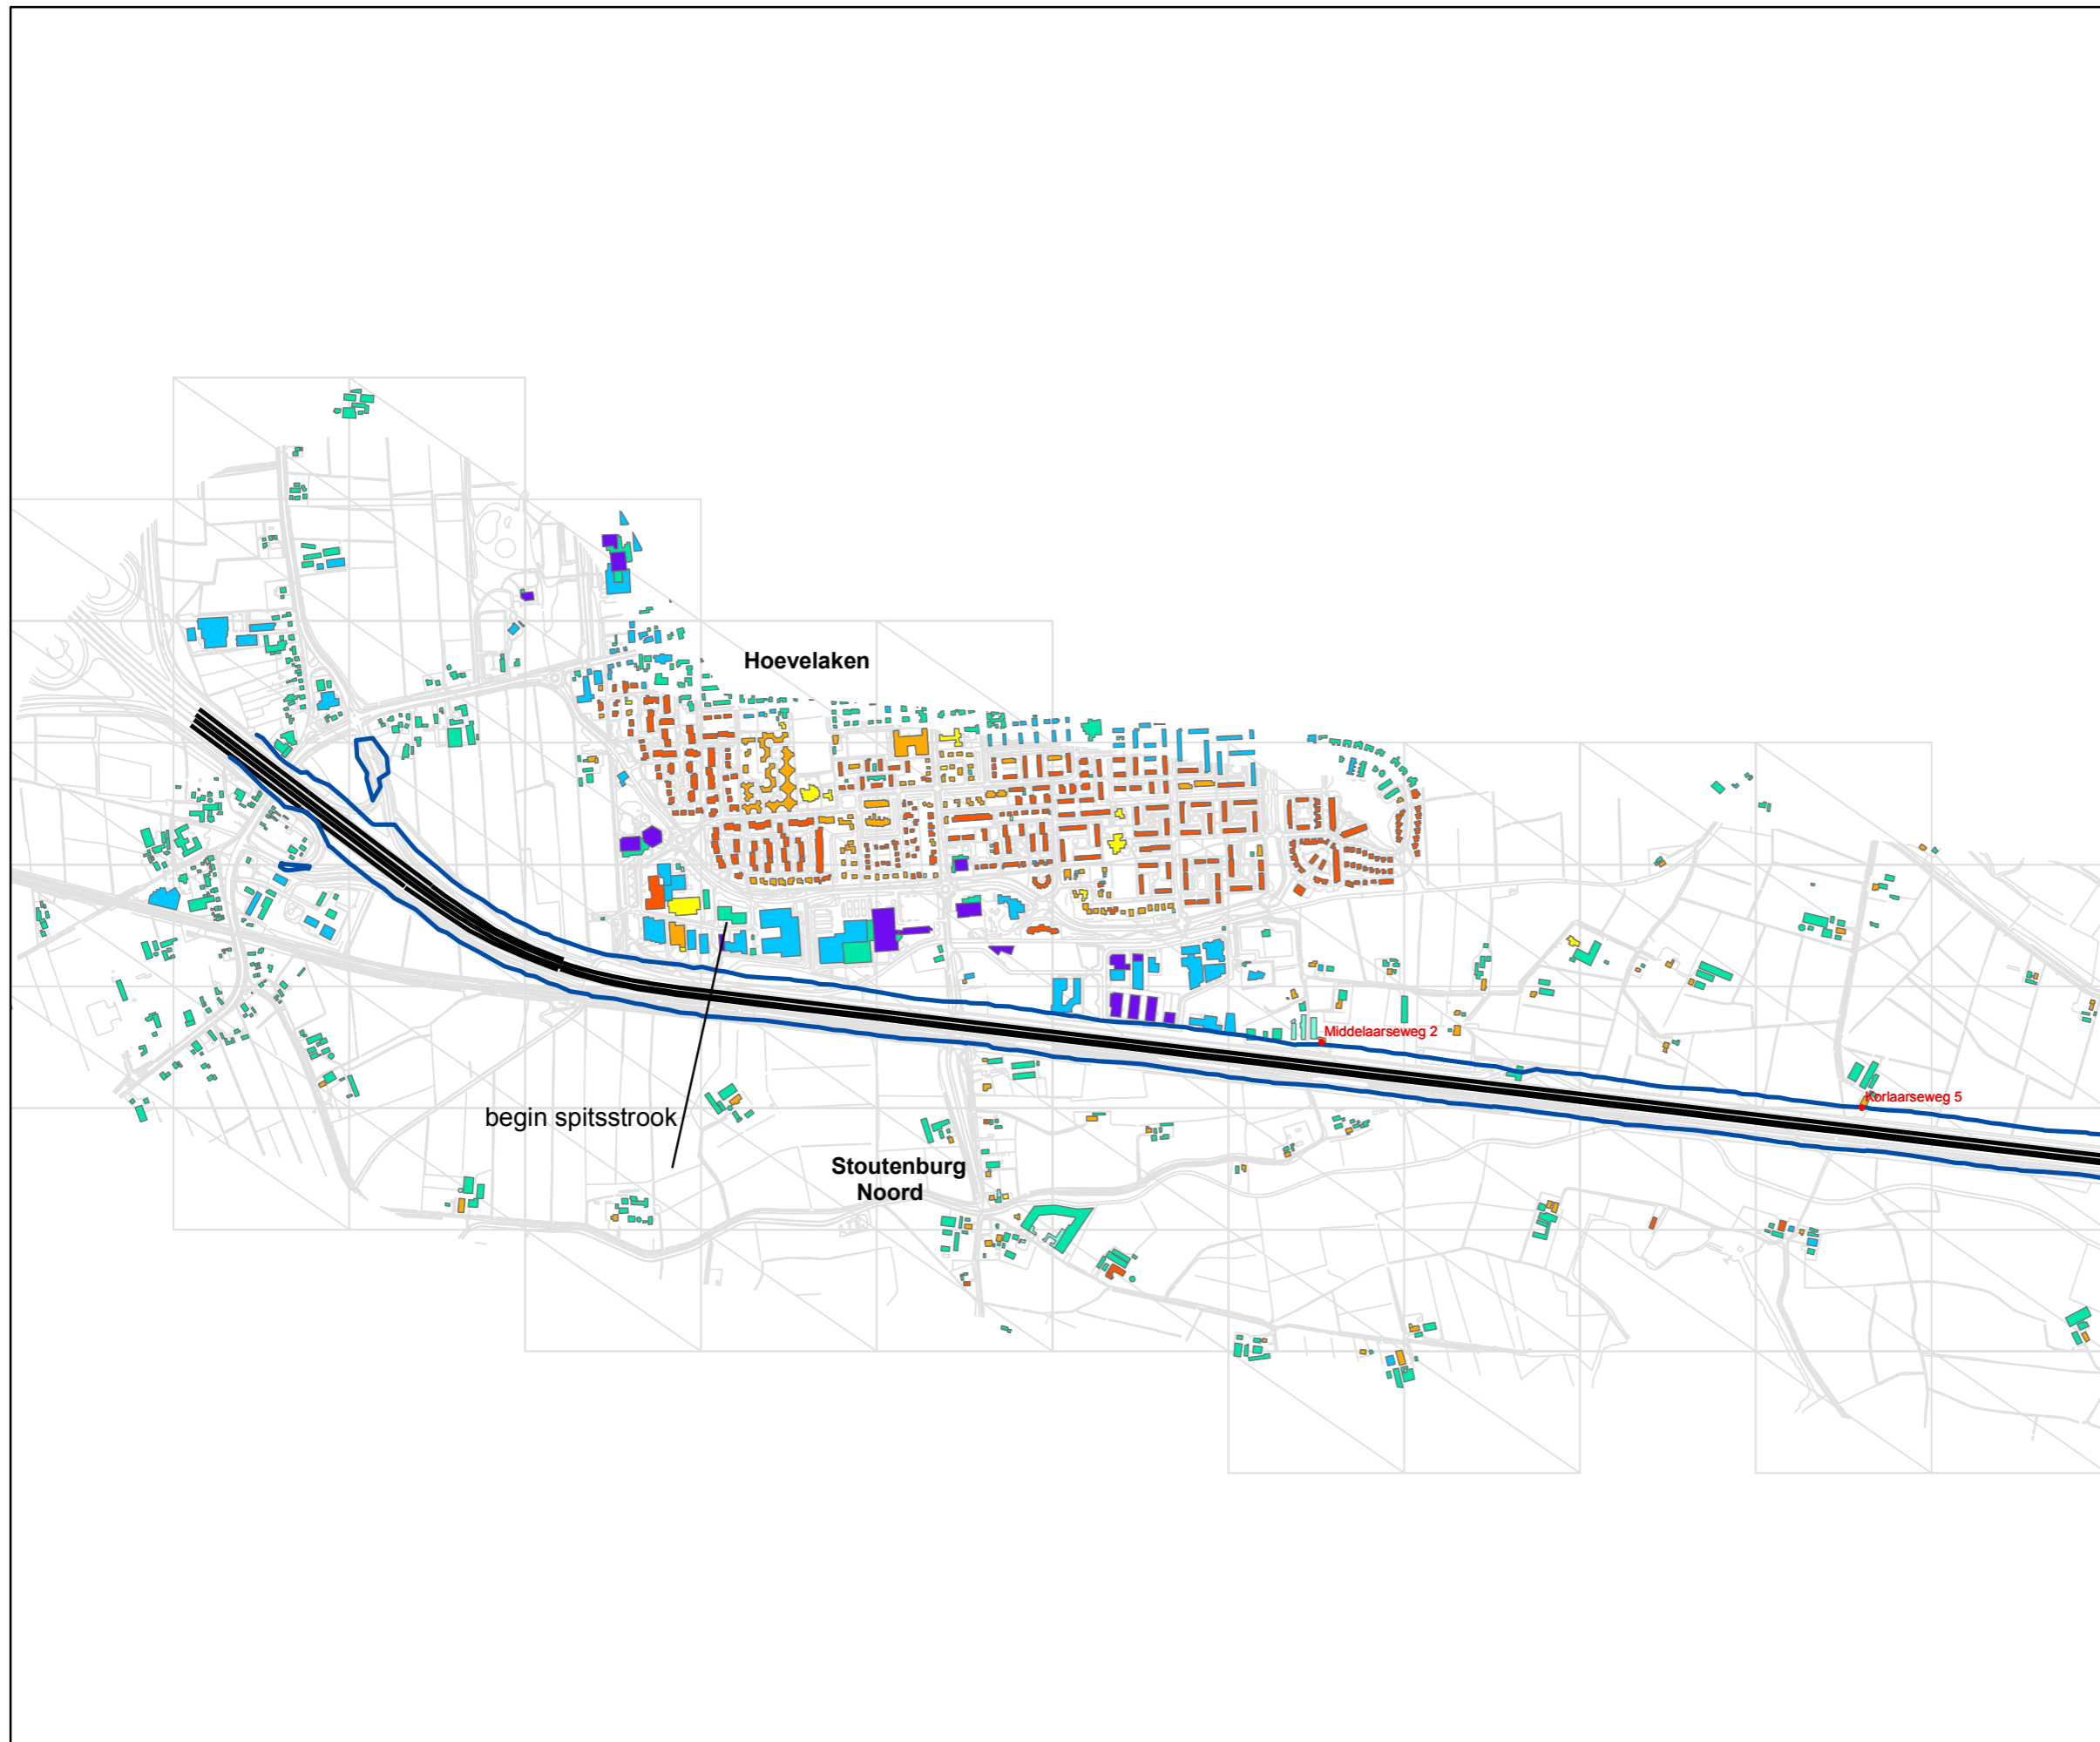 Hoevelaken
Middelaarseweg 2
Korlaarseweg 5
begin spitsstrook
Stoutenburg
Noord